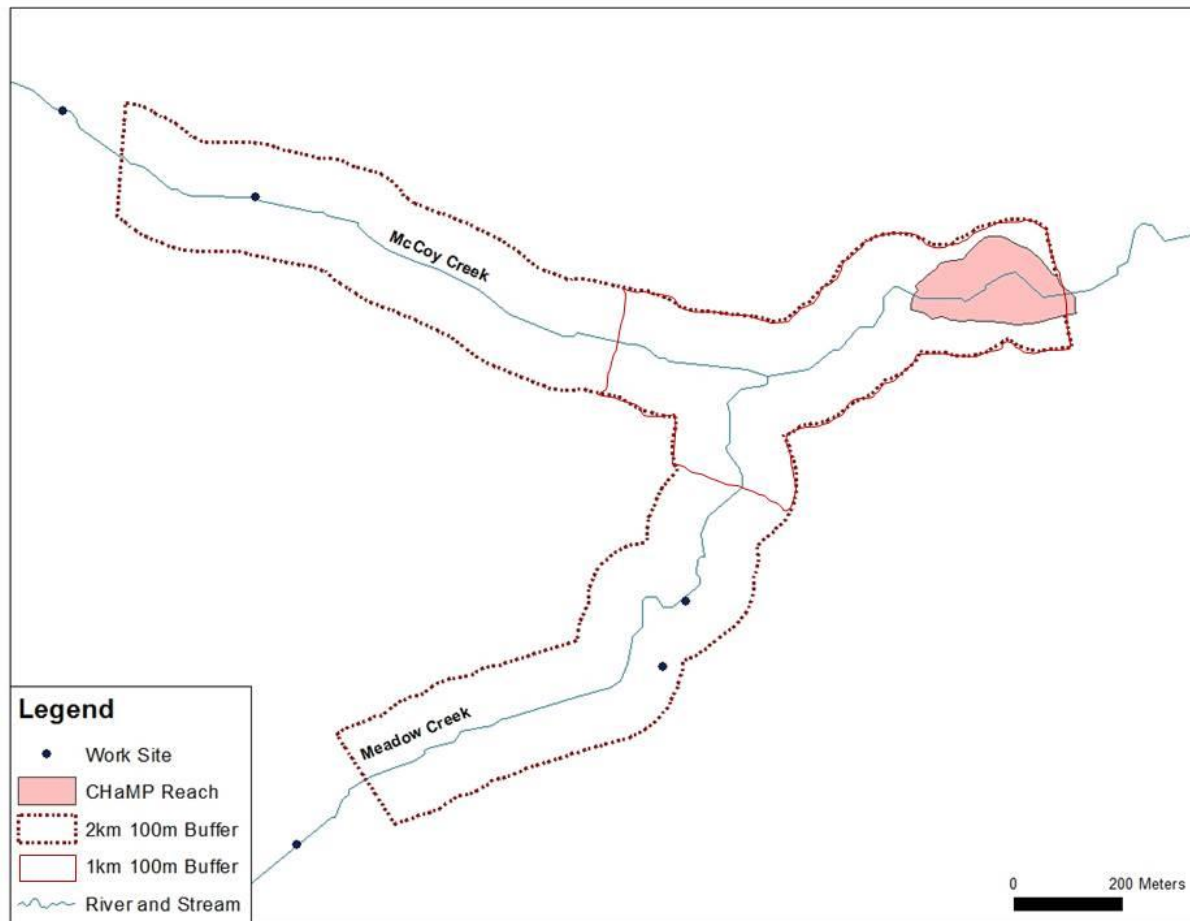 McCoy Creek
Meadow Creek
Legend
Work Site
CHaMP Reach
2km 100m Buffer
1km 100m Buffer
River and Stream
0 200 Meters